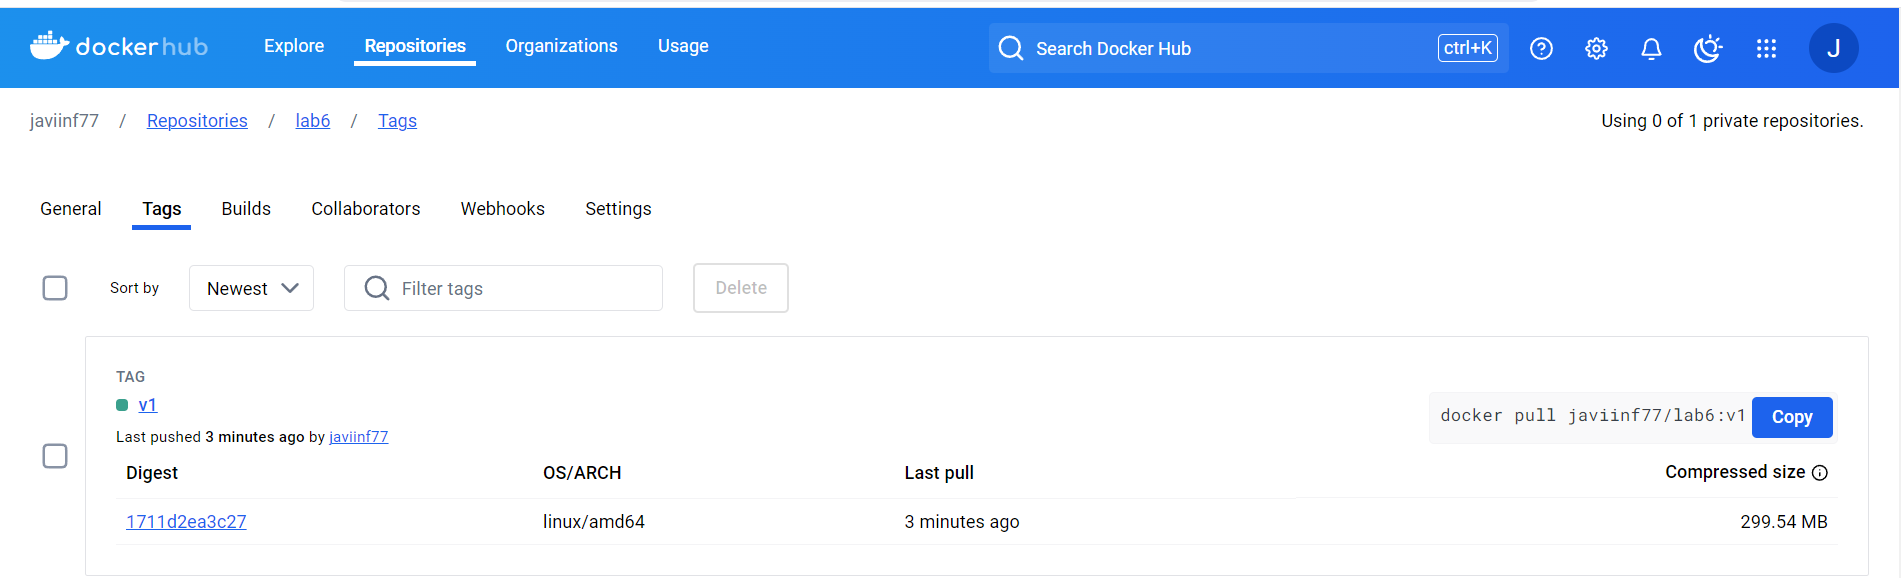 dockerhub Explore Repositories Organizations Usage Search Docker Hub ctrl+K J
javiinf77 / Repositories / lab6 / Tags Using 0 of 1 private repositories.
General Tags Builds Collaborators Webhooks Settings
Sort by Newest Filter tags Delete
TAG
v1
docker pull javiinf77/lab6:v1 Copy
Last pushed 3 minutes ago by javiinf77
Digest OS/ARCH Last pull Compressed size
1711d2ea3c27 linux/amd64 3 minutes ago 299.54 MB